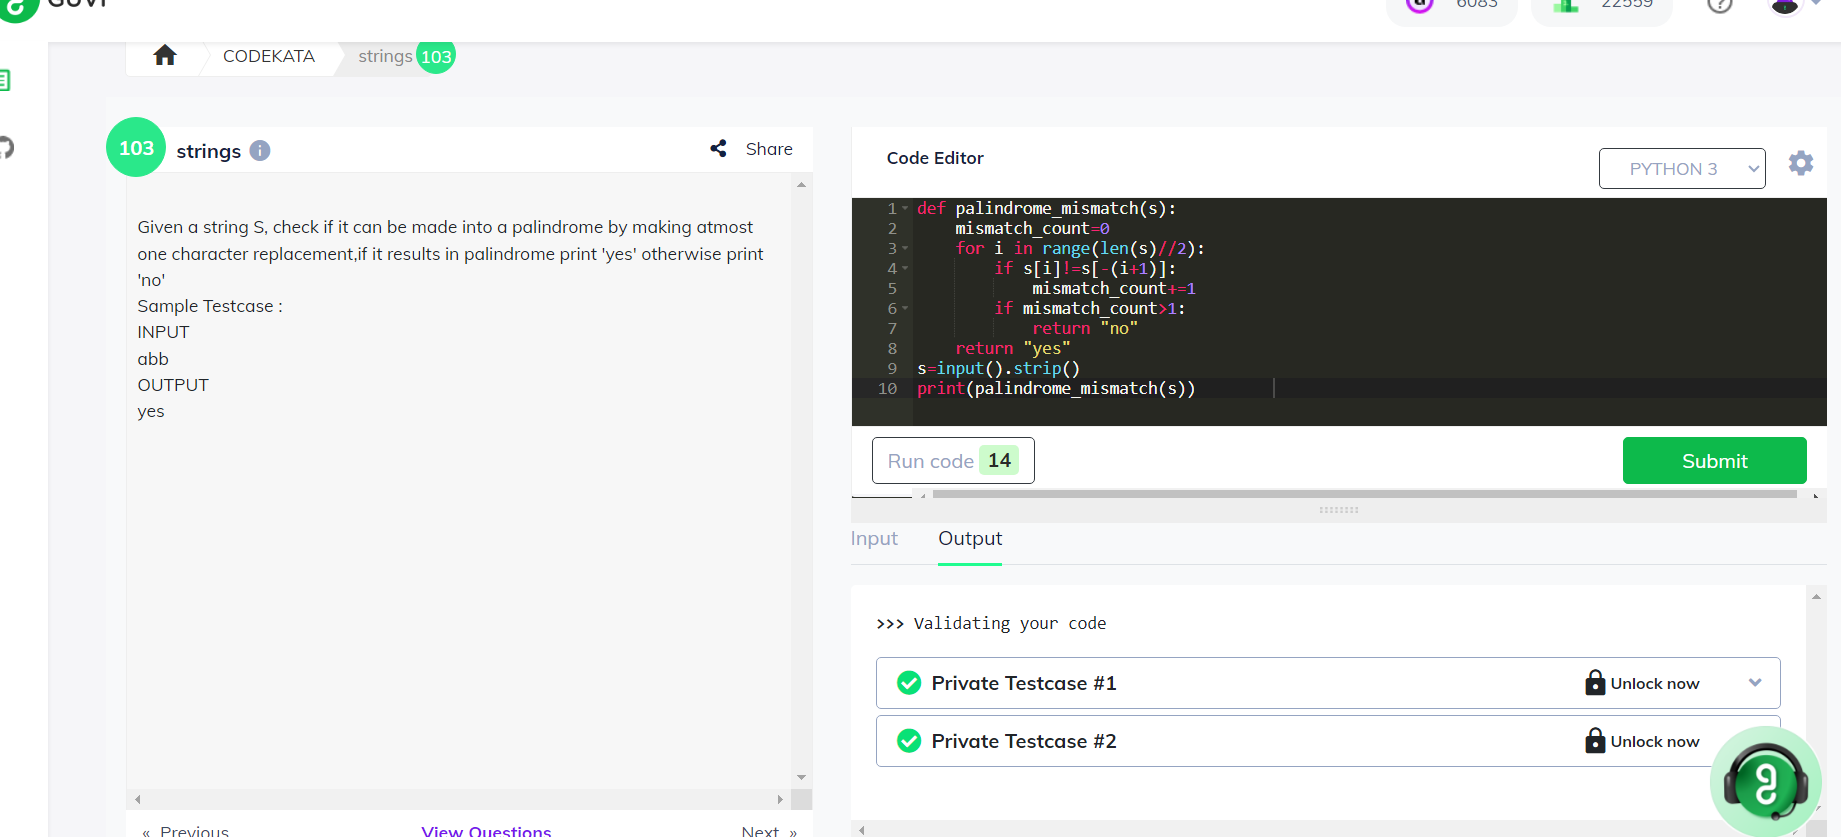 GUVI
6083
22559
CODEKATA
strings 103
103 strings
Share
Given a string S, check if it can be made into a palindrome by making atmost
one character replacement,if it results in palindrome print 'yes' otherwise print
'no'
Sample Testcase :
INPUT
abb
OUTPUT
yes
« Previous
View Questions
Next »
Code Editor
PYTHON 3
1 def palindrome_mismatch(s):
2 mismatch_count=0
3 for i in range(len(s)//2):
4 if s[i]!=s[-(i+1)]:
5 mismatch_count+=1
6 if mismatch_count>1:
7 return "no"
8 return "yes"
9 s=input().strip()
10 print(palindrome_mismatch(s))
Run code 14
Submit
Input
Output
>>> Validating your code
Private Testcase #1
Unlock now
Private Testcase #2
Unlock now